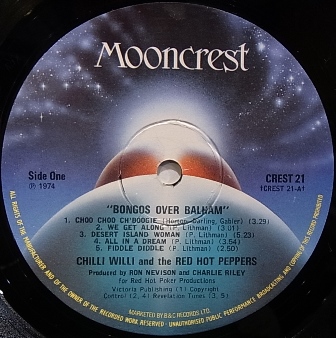 Mooncrest
Side One
℗ 1974
CREST 21
(CREST 21-A1)
"BONGOS OVER BALHAM"
1. CHOO CHOO CH'BOOGIE (Horton, Darling, Gabler) (3.29)
2. WE GET ALONG (P. Lithman) (3.01)
3. DESERT ISLAND WOMAN (P. Lithman) (5.23)
4. ALL IN A DREAM (P. Lithman) (3.54)
5. FIDDLE DIDDLE (P. Lithman) (2.50)
CHILLI WILLI and the RED HOT PEPPERS
Produced by RON NEVISON and CHARLIE RILEY
for Red Hot Poker Productions
Victoria Publishing (1) Copyright
Control (2, 4) Revelation Tunes (3, 5)
MARKETED BY B&C RECORDS LTD.
ALL RIGHTS OF THE MANUFACTURER AND OF THE OWNER OF THE RECORDED WORK RESERVED · UNAUTHORISED PUBLIC PERFORMANCE BROADCASTING AND COPYING OF THIS RECORD PROHIBITED